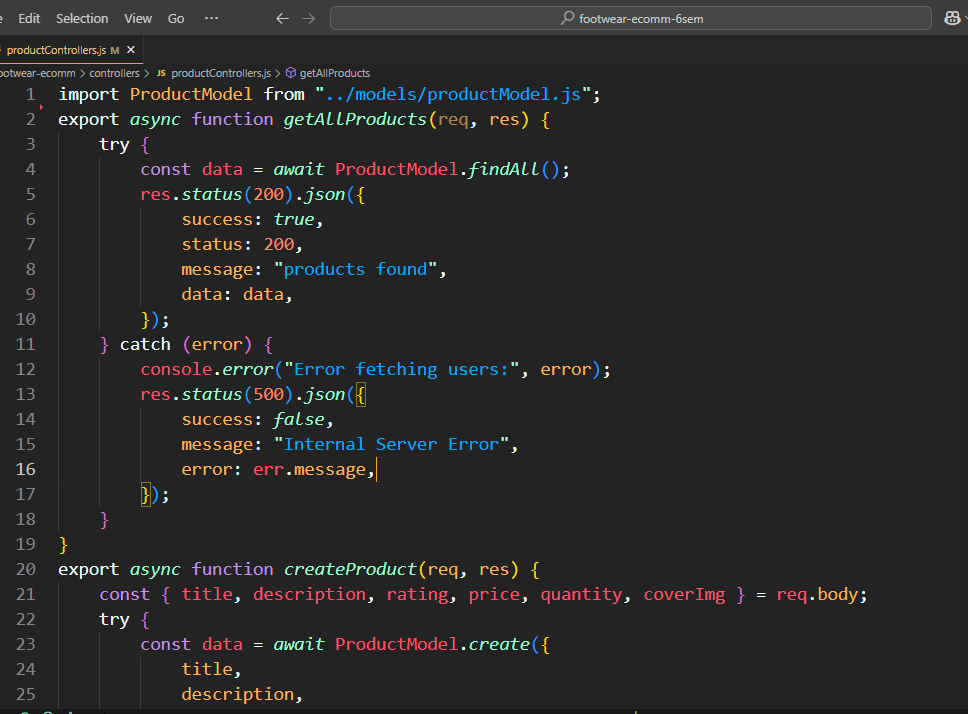 Edit Selection View Go ··· ← → footwear-ecomm-6sem
productControllers.js M ×
ootwear-ecomm > controllers > JS productControllers.js > getAllProducts
1 import ProductModel from "../models/productModel.js";
2 export async function getAllProducts(req, res) {
3 try {
4 const data = await ProductModel.findAll();
5 res.status(200).json({
6 success: true,
7 status: 200,
8 message: "products found",
9 data: data,
10 });
11 } catch (error) {
12 console.error("Error fetching users:", error);
13 res.status(500).json({
14 success: false,
15 message: "Internal Server Error",
16 error: err.message,
17 });
18 }
19 }
20 export async function createProduct(req, res) {
21 const { title, description, rating, price, quantity, coverImg } = req.body;
22 try {
23 const data = await ProductModel.create({
24 title,
25 description,